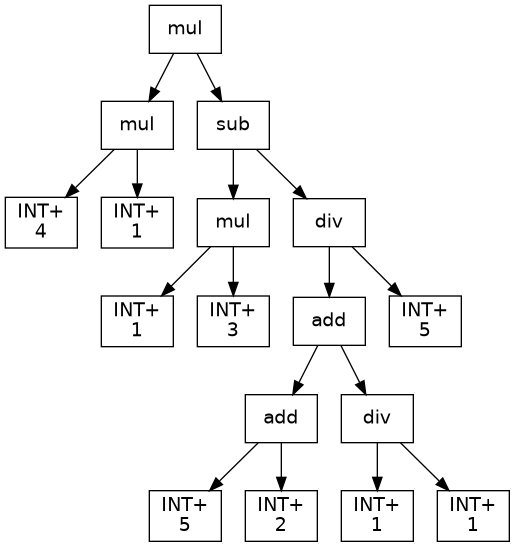 mul
mul
sub
INT+
4
INT+
1
mul
div
INT+
1
INT+
3
add
INT+
5
add
div
INT+
5
INT+
2
INT+
1
INT+
1